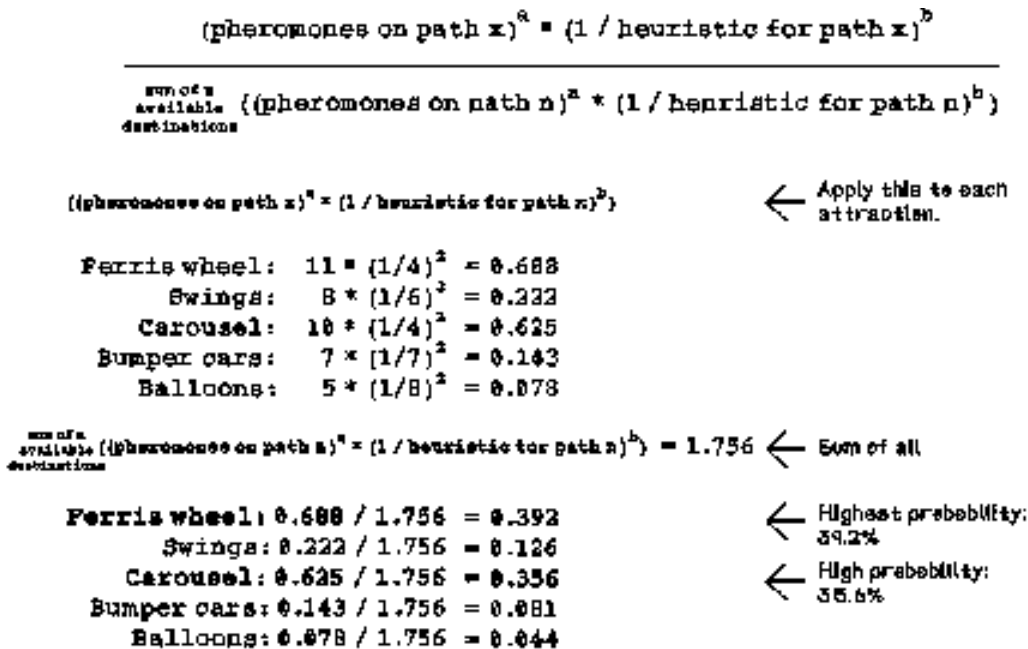 (pheromones on path x)^a * (1 / heuristic for path x)^b
sum of n
available
destinations
((pheromones on path n)^a * (1 / heuristic for path n)^b)
((pheromones on path x)^a * (1 / heuristic for path x)^b)
← Apply this to each
attraction.
Ferris wheel: 11 * (1/4)^2 = 0.688
Swings: 8 * (1/6)^2 = 0.222
Carousel: 10 * (1/4)^2 = 0.625
Bumper cars: 7 * (1/7)^2 = 0.143
Balloons: 5 * (1/8)^2 = 0.078
sum of n
available
destinations
((pheromones on path n)^a * (1 / heuristic for path n)^b) = 1.756 ← Sum of all
Ferris wheel: 0.688 / 1.756 = 0.392 ← Highest probability:
39.2%
Swings: 0.222 / 1.756 = 0.126
Carousel: 0.625 / 1.756 = 0.356 ← High probability:
35.6%
Bumper cars: 0.143 / 1.756 = 0.081
Balloons: 0.078 / 1.756 = 0.044